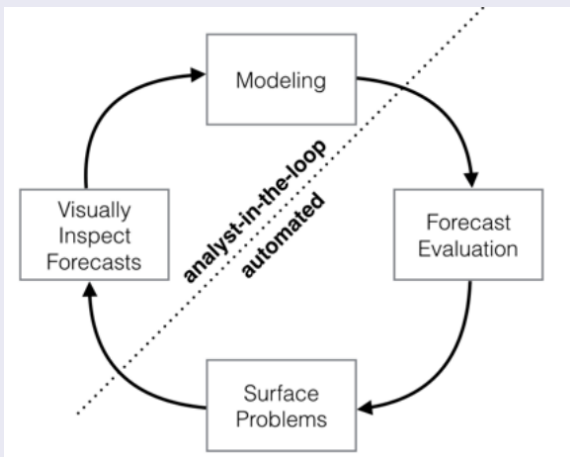 Modeling
analyst-in-the-loop
automated
Visually
Inspect
Forecasts
Forecast
Evaluation
Surface
Problems